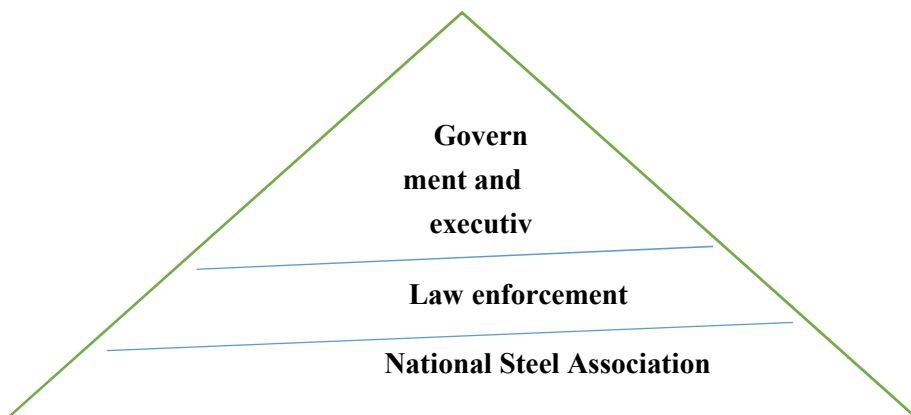 Govern
ment and
executiv
Law enforcement
National Steel Association